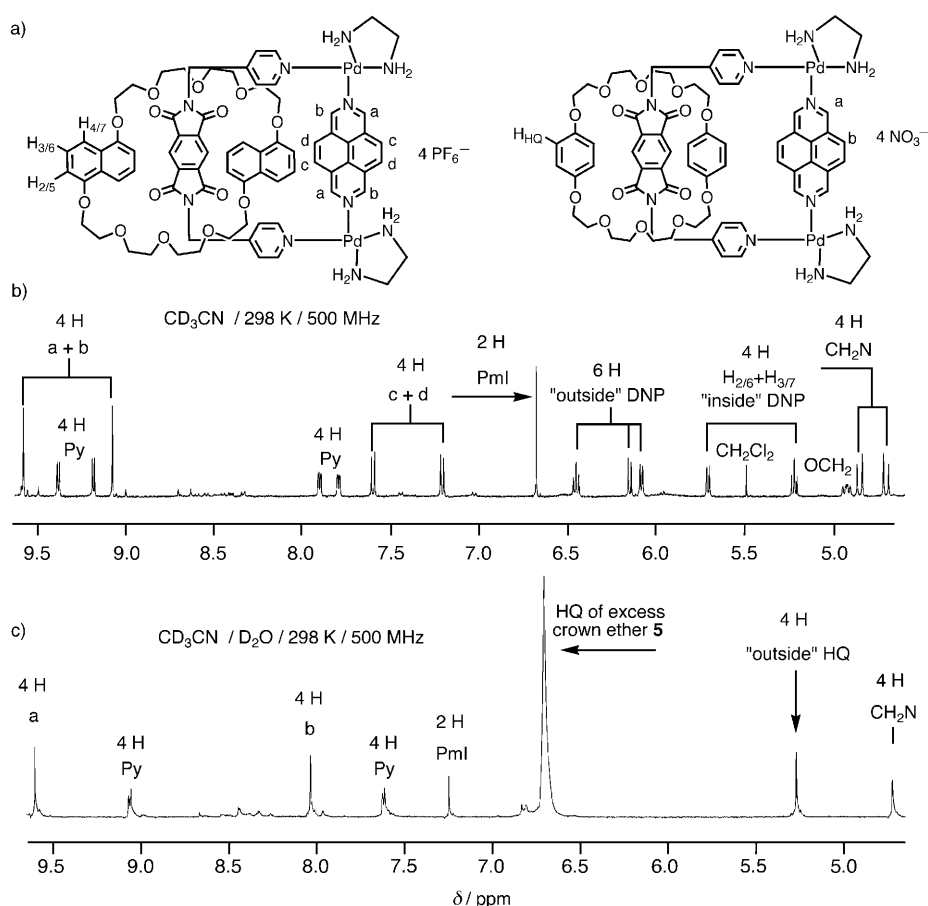 a)
H2N
NH2
Pd
N
N
O
O
O
O
N
O
O
O
O
b
a
d
c
c
d
a
b
H4/7
H3/6
H2/5
4 PF6–
O
O
O
O
O
O
N
N
N
Pd
H2
N
H2N
H2N
NH2
Pd
N
N
O
O
O
O
N
O
O
O
O
a
b
HHQ
4 NO3–
O
O
O
O
O
O
N
N
N
Pd
H2
N
H2N
b)
CD3CN / 298 K / 500 MHz
4 H
a + b
4 H
Py
4 H
Py
4 H
c + d
2 H
PmI
6 H
"outside" DNP
4 H
H2/6+H3/7
"inside" DNP
CH2Cl2
OCH2
4 H
CH2N
9.5 9.0 8.5 8.0 7.5 7.0 6.5 6.0 5.5 5.0
c)
CD3CN / D2O / 298 K / 500 MHz
4 H
a
4 H
Py
4 H
b
4 H
Py
2 H
PmI
HQ of excess
crown ether 5
4 H
"outside" HQ
4 H
CH2N
9.5 9.0 8.5 8.0 7.5 7.0 6.5 6.0 5.5 5.0
δ / ppm